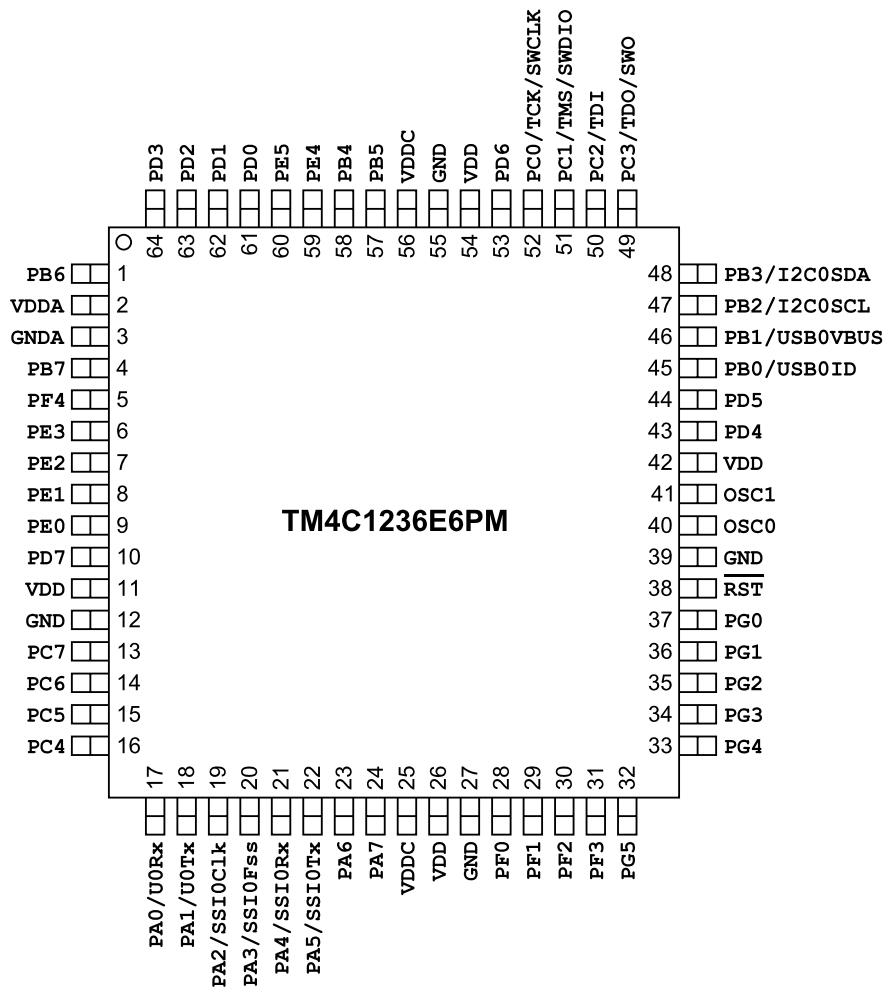 PC0/TCK/SWCLK
PC1/TMS/SWDIO
PC2/TDI
PC3/TDO/SWO
PD3
PD2
PD1
PD0
PE5
PE4
PB4
PB5
VDDC
GND
VDD
PD6
64 63 62 61 60 59 58 57 56 55 54 53 52 51 50 49
PB6 1 48 PB3/I2C0SDA
VDDA 2 47 PB2/I2C0SCL
GNDA 3 46 PB1/USB0VBUS
PB7 4 45 PB0/USB0ID
PF4 5 44 PD5
PE3 6 43 PD4
PE2 7 42 VDD
PE1 8 41 OSC1
TM4C1236E6PM
PE0 9 40 OSC0
PD7 10 39 GND
VDD 11 38 RST
GND 12 37 PG0
PC7 13 36 PG1
PC6 14 35 PG2
PC5 15 34 PG3
PC4 16 33 PG4
17 18 19 20 21 22 23 24 25 26 27 28 29 30 31 32
PA0/U0Rx
PA1/U0Tx
PA2/SSI0Clk
PA3/SSI0Fss
PA4/SSI0Rx
PA5/SSI0Tx
PA6
PA7
VDDC
VDD
GND
PF0
PF1
PF2
PF3
PG5